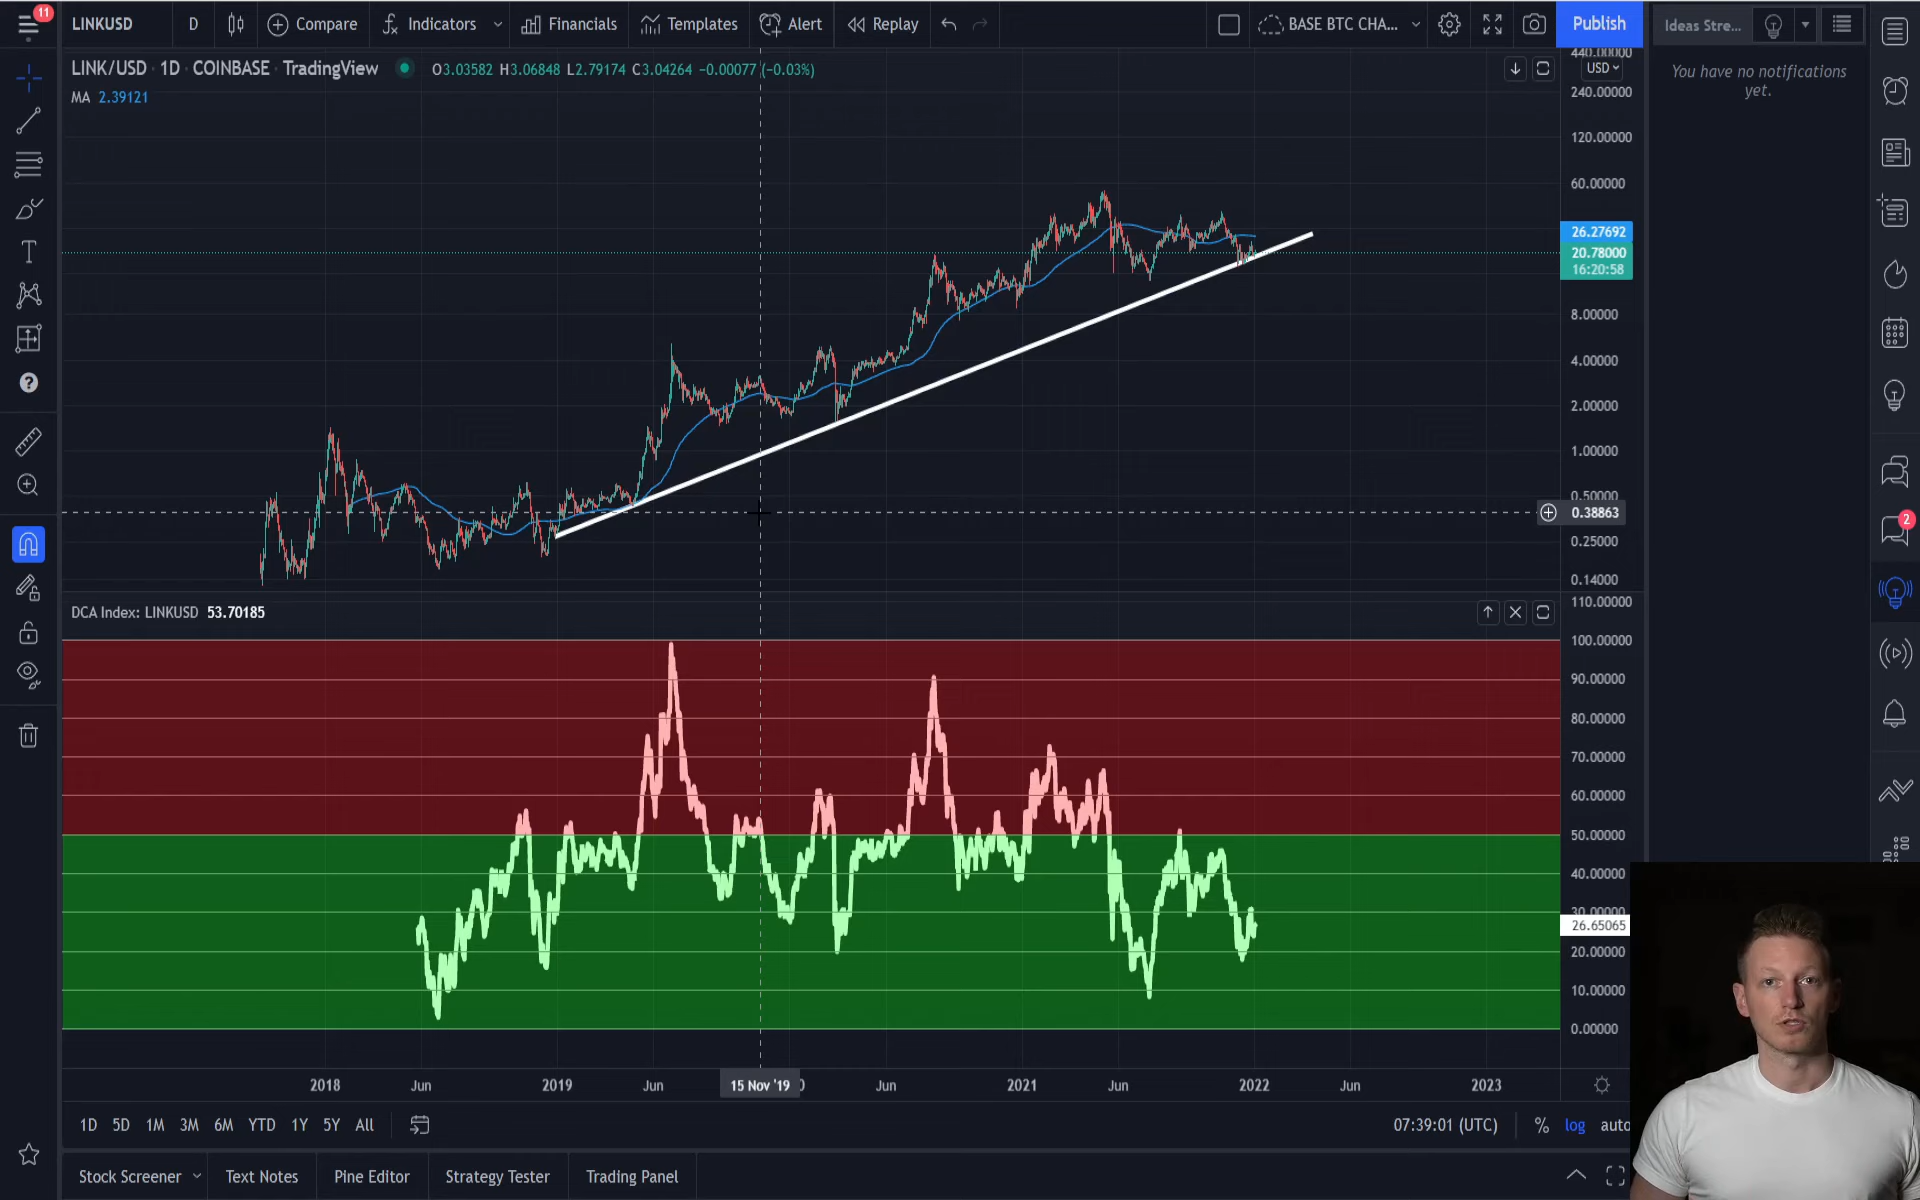 11
LINKUSD
D
Compare
Indicators
Financials
Templates
Alert
Replay
BASE BTC CHA...
Publish
Ideas Stre...
LINK/USD · 1D · COINBASE · TradingView
O3.03582 H3.06848 L2.79174 C3.04264 −0.00077 (−0.03%)
MA 2.39121
You have no notifications
yet.
440.00000
USD
240.00000
120.00000
60.00000
26.27692
20.78000
16:20:58
8.00000
4.00000
2.00000
1.00000
0.50000
0.38863
0.25000
0.14000
2
DCA Index: LINKUSD 53.70185
110.00000
100.00000
90.00000
80.00000
70.00000
60.00000
50.00000
40.00000
30.00000
26.65065
20.00000
10.00000
0.00000
2018
Jun
2019
Jun
15 Nov '19
Jun
2021
Jun
2022
Jun
2023
1D
5D
1M
3M
6M
YTD
1Y
5Y
All
07:39:01 (UTC)
%
log
auto
Stock Screener
Text Notes
Pine Editor
Strategy Tester
Trading Panel